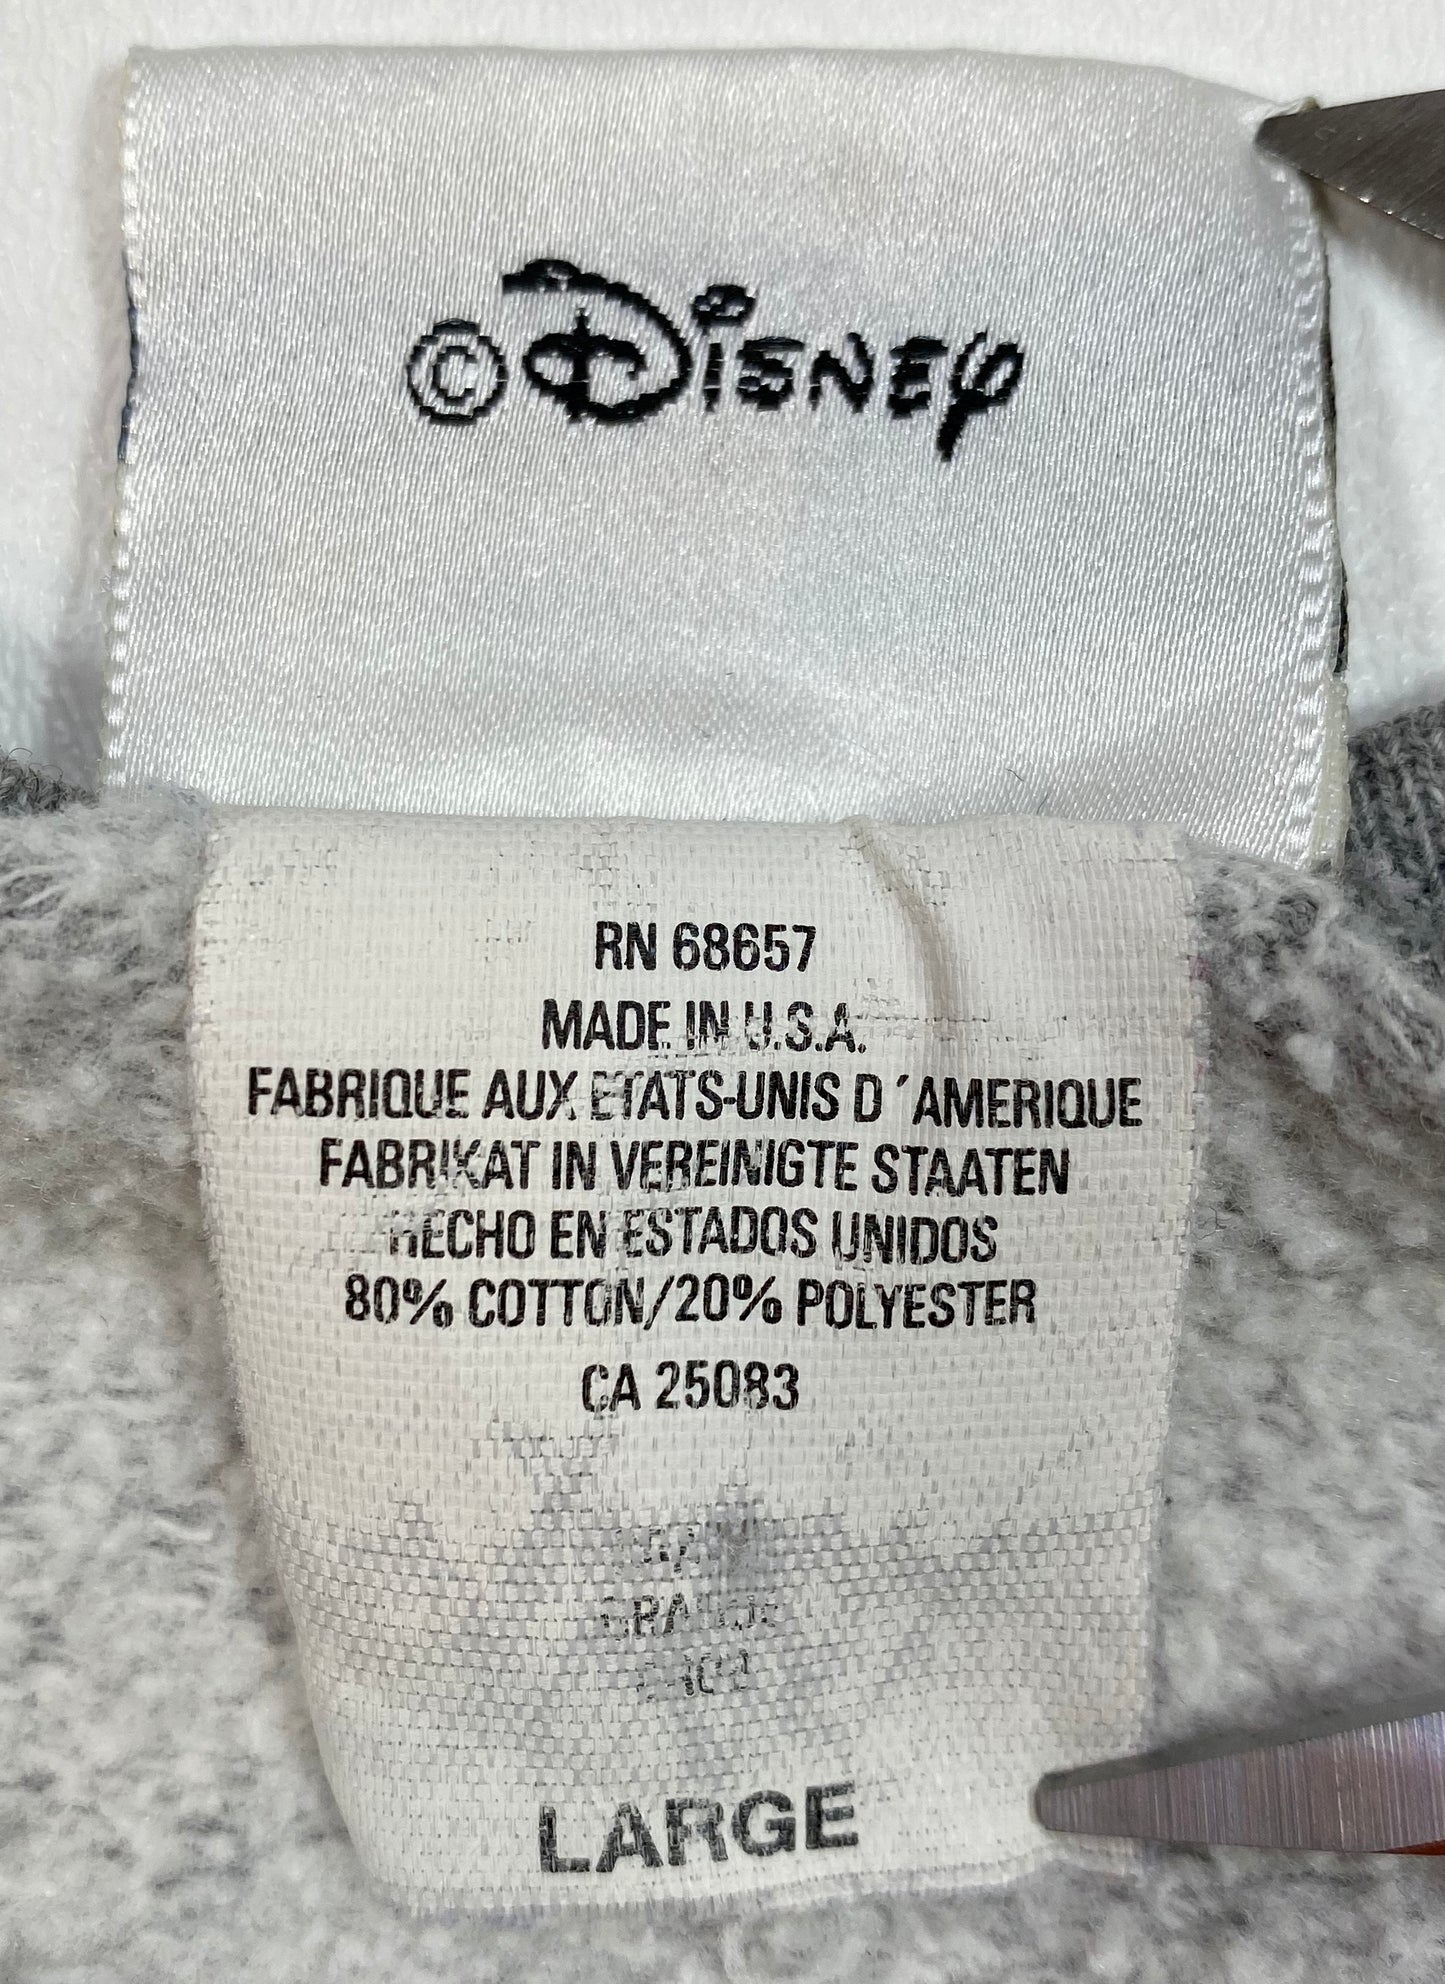 © Disney
RN 68657
MADE IN U.S.A.
FABRIQUE AUX ETATS-UNIS D ´AMERIQUE
FABRIKAT IN VEREINIGTE STAATEN
HECHO EN ESTADOS UNIDOS
80% COTTON/20% POLYESTER
CA 25083
LARGE